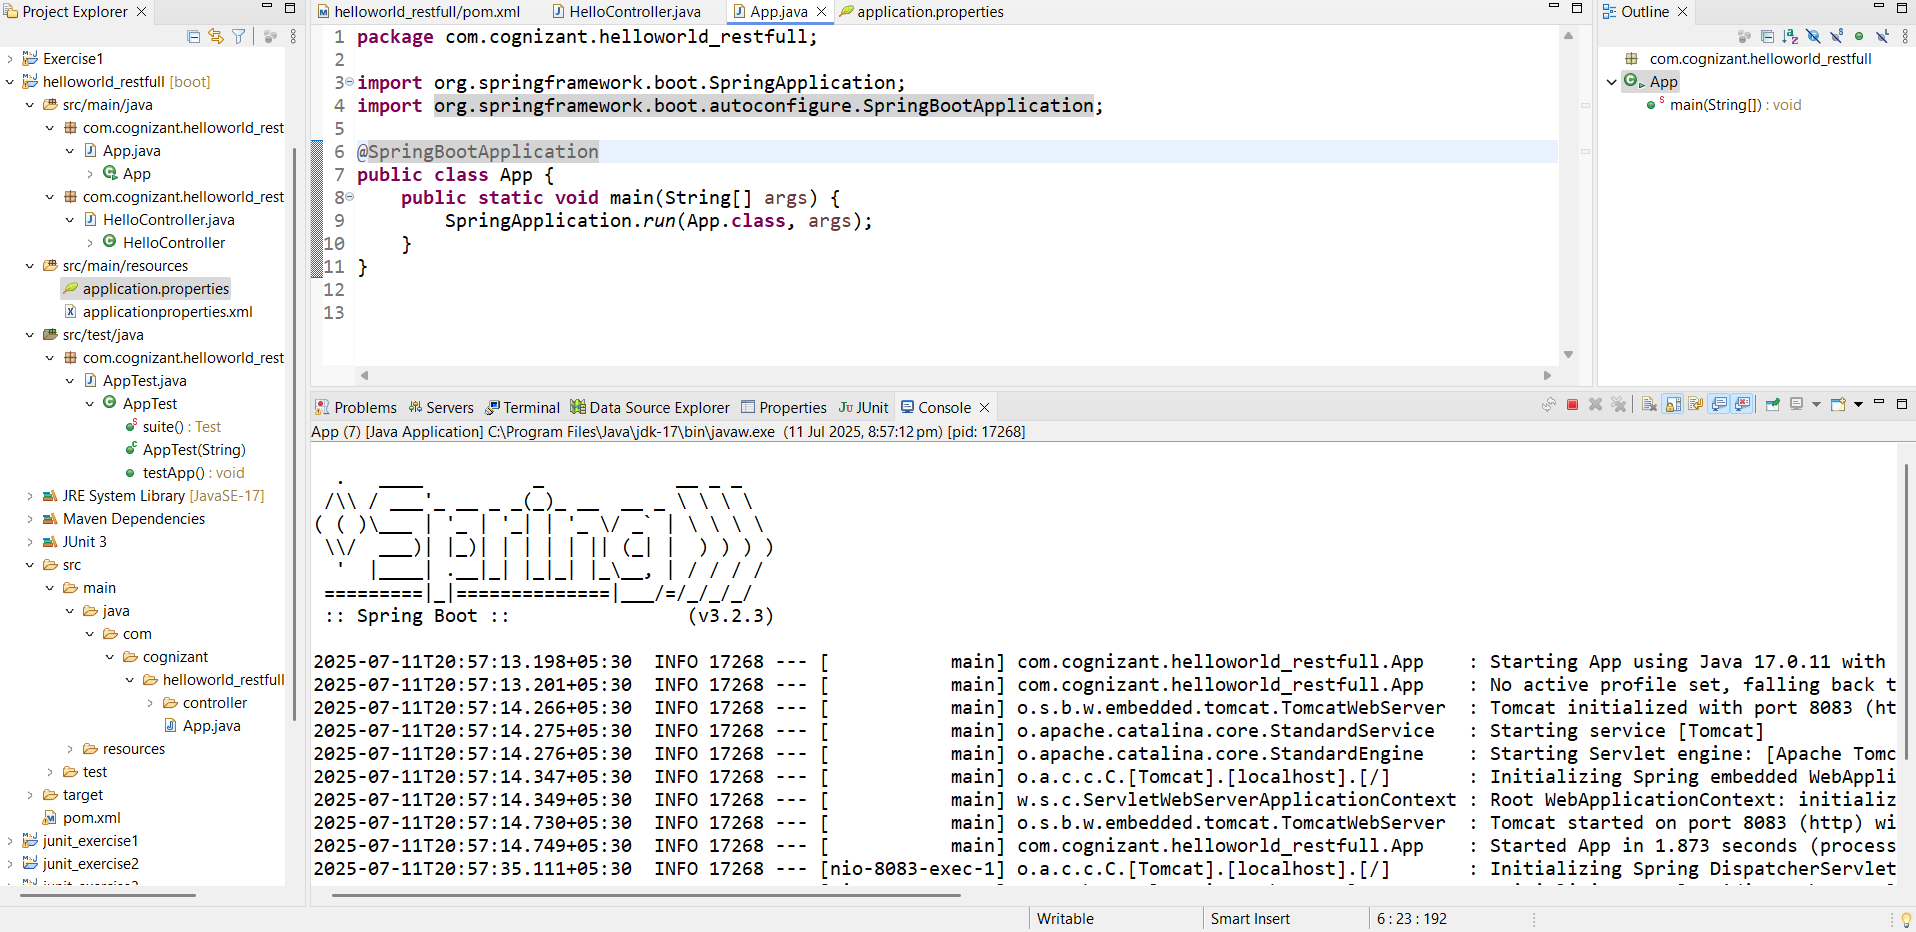 Project Explorer
Exercise1
helloworld_restfull [boot]
src/main/java
com.cognizant.helloworld_rest
App.java
App
com.cognizant.helloworld_rest
HelloController.java
HelloController
src/main/resources
application.properties
applicationproperties.xml
src/test/java
com.cognizant.helloworld_rest
AppTest.java
AppTest
suite() : Test
AppTest(String)
testApp() : void
JRE System Library [JavaSE-17]
Maven Dependencies
JUnit 3
src
main
java
com
cognizant
helloworld_restfull
controller
App.java
resources
test
target
pom.xml
junit_exercise1
junit_exercise2
helloworld_restfull/pom.xml HelloController.java App.java application.properties
1 package com.cognizant.helloworld_restfull;
2
3 import org.springframework.boot.SpringApplication;
4 import org.springframework.boot.autoconfigure.SpringBootApplication;
5
6 @SpringBootApplication
7 public class App {
8 public static void main(String[] args) {
9 SpringApplication.run(App.class, args);
10 }
11 }
12
13
Outline
com.cognizant.helloworld_restfull
App
main(String[]) : void
Problems Servers Terminal Data Source Explorer Properties JUnit Console
App (7) [Java Application] C:\Program Files\Java\jdk-17\bin\javaw.exe (11 Jul 2025, 8:57:12 pm) [pid: 17268]
Spring
:: Spring Boot :: (v3.2.3)
2025-07-11T20:57:13.198+05:30 INFO 17268 --- [ main] com.cognizant.helloworld_restfull.App : Starting App using Java 17.0.11 with
2025-07-11T20:57:13.201+05:30 INFO 17268 --- [ main] com.cognizant.helloworld_restfull.App : No active profile set, falling back t
2025-07-11T20:57:14.266+05:30 INFO 17268 --- [ main] o.s.b.w.embedded.tomcat.TomcatWebServer : Tomcat initialized with port 8083 (ht
2025-07-11T20:57:14.275+05:30 INFO 17268 --- [ main] o.apache.catalina.core.StandardService : Starting service [Tomcat]
2025-07-11T20:57:14.276+05:30 INFO 17268 --- [ main] o.apache.catalina.core.StandardEngine : Starting Servlet engine: [Apache Tomc
2025-07-11T20:57:14.347+05:30 INFO 17268 --- [ main] o.a.c.c.C.[Tomcat].[localhost].[/] : Initializing Spring embedded WebAppli
2025-07-11T20:57:14.349+05:30 INFO 17268 --- [ main] w.s.c.ServletWebServerApplicationContext : Root WebApplicationContext: initializ
2025-07-11T20:57:14.730+05:30 INFO 17268 --- [ main] o.s.b.w.embedded.tomcat.TomcatWebServer : Tomcat started on port 8083 (http) wi
2025-07-11T20:57:14.749+05:30 INFO 17268 --- [ main] com.cognizant.helloworld_restfull.App : Started App in 1.873 seconds (process
2025-07-11T20:57:35.111+05:30 INFO 17268 --- [nio-8083-exec-1] o.a.c.c.C.[Tomcat].[localhost].[/] : Initializing Spring DispatcherServlet
Writable Smart Insert 6 : 23 : 192